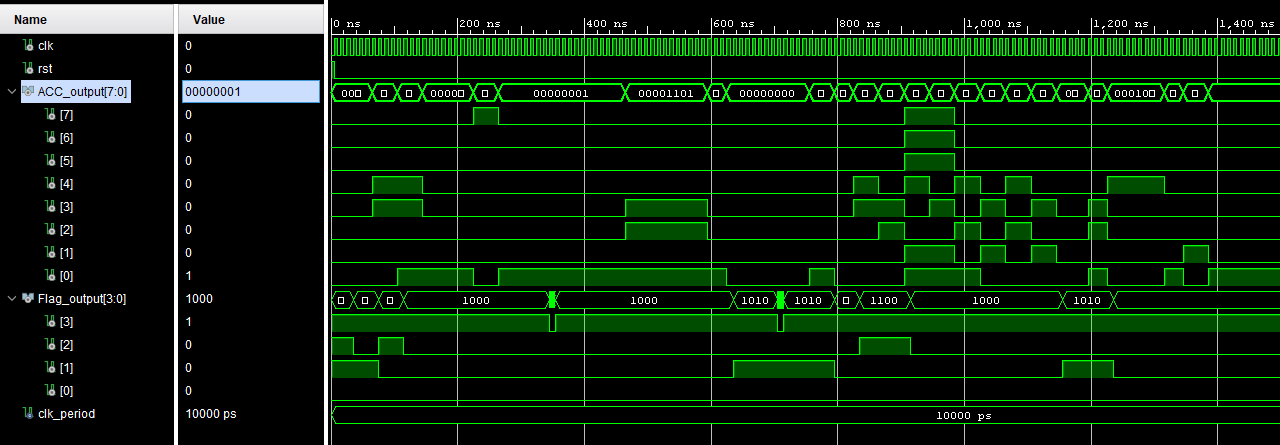 Name Value 0 ns 200 ns 400 ns 600 ns 800 ns 1,000 ns 1,200 ns 1,400 ns
clk 0
rst 0
ACC_output[7:0] 00000001 00000001 00001101 00000000
[7] 0
[6] 0
[5] 0
[4] 0
[3] 0
[2] 0
[1] 0
[0] 1
Flag_output[3:0] 1000 1000 1000 1010 1010 1100 1000 1010
[3] 1
[2] 0
[1] 0
[0] 0
clk_period 10000 ps 10000 ps